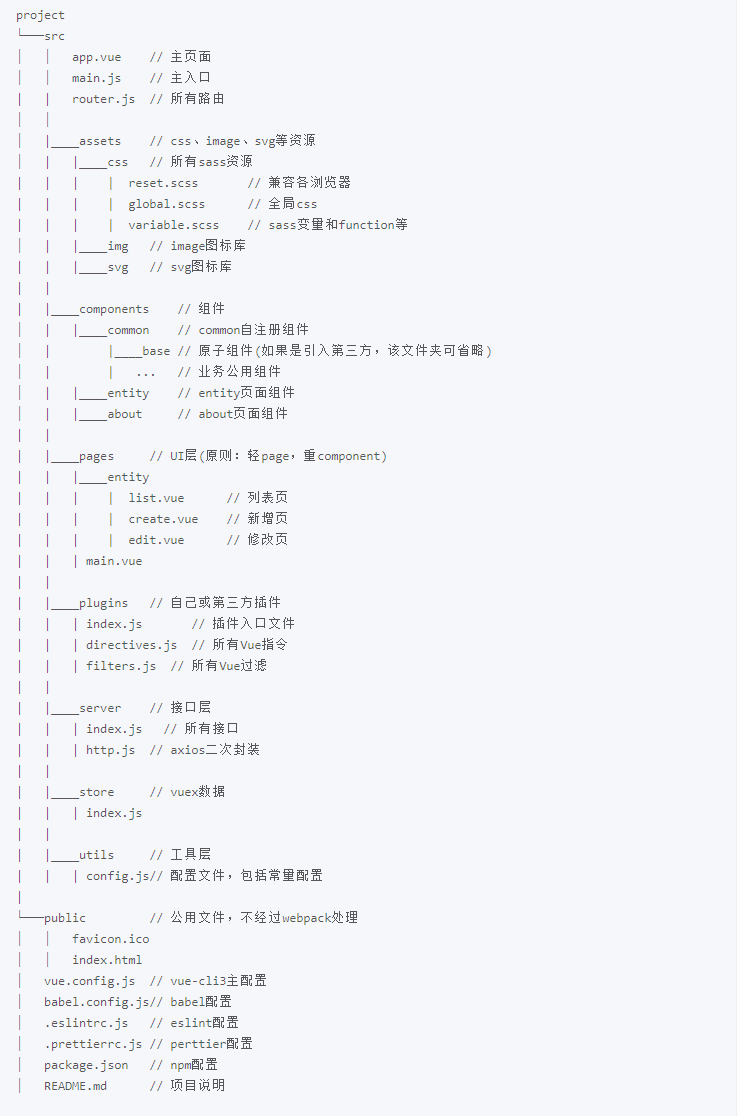 project
└───src
│   │   app.vue    // 主页面
│   │   main.js    // 主入口
│   │   router.js  // 所有路由
│   │
│   |____assets    // css、image、svg等资源
│   |   |____css   // 所有sass资源
|   |   |    |  reset.scss       // 兼容各浏览器
|   |   |    |  global.scss      // 全局css
|   |   |    |  variable.scss    // sass变量和function等
│   |   |____img   // image图标库
|   |   |____svg   // svg图标库
|   |
│   |____components    // 组件
│   |   |____common    // common自注册组件
|   |        |____base // 原子组件(如果是引入第三方，该文件夹可省略)
|   |        |   ...   // 业务公用组件
|   |   |____entity    // entity页面组件
|   |   |____about     // about页面组件
|   |
│   |____pages     // UI层(原则：轻page，重component)
|   |   |____entity
|   |   |    |  list.vue      // 列表页
|   |   |    |  create.vue    // 新增页
|   |   |    |  edit.vue      // 修改页
|   |   | main.vue
|   |
│   |____plugins   // 自己或第三方插件
|   |   | index.js       // 插件入口文件
|   |   | directives.js  // 所有Vue指令
|   |   | filters.js  // 所有Vue过滤
|   |
│   |____server    // 接口层
|   |   | index.js   // 所有接口
|   |   | http.js  // axios二次封装
|   |
│   |____store     // vuex数据
|   |   | index.js
|   |
│   |____utils     // 工具层
|   |   | config.js// 配置文件，包括常量配置
|
└───public         // 公用文件，不经过webpack处理
│   │   favicon.ico
│   │   index.html
│   vue.config.js  // vue-cli3主配置
│   babel.config.js// babel配置
│   .eslintrc.js   // eslint配置
│   .prettierrc.js // perttier配置
│   package.json   // npm配置
│   README.md      // 项目说明